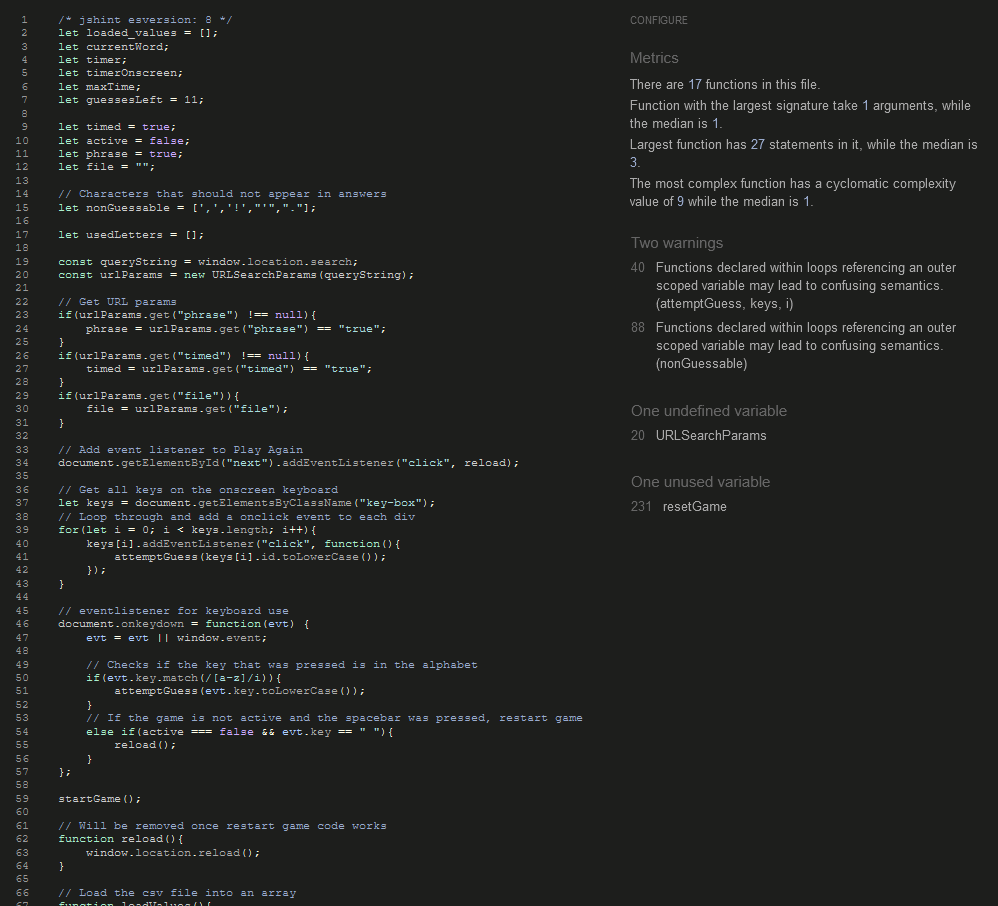 1 /* jshint esversion: 8 */
2 let loaded_values = [];
3 let currentWord;
4 let timer;
5 let timerOnscreen;
6 let maxTime;
7 let guessesLeft = 11;
8
9 let timed = true;
10 let active = false;
11 let phrase = true;
12 let file = "";
13
14 // Characters that should not appear in answers
15 let nonGuessable = [',','!',"'","."];
16
17 let usedLetters = [];
18
19 const queryString = window.location.search;
20 const urlParams = new URLSearchParams(queryString);
21
22 // Get URL params
23 if(urlParams.get("phrase") !== null){
24     phrase = urlParams.get("phrase") == "true";
25 }
26 if(urlParams.get("timed") !== null){
27     timed = urlParams.get("timed") == "true";
28 }
29 if(urlParams.get("file")){
30     file = urlParams.get("file");
31 }
32
33 // Add event listener to Play Again
34 document.getElementById("next").addEventListener("click", reload);
35
36 // Get all keys on the onscreen keyboard
37 let keys = document.getElementsByClassName("key-box");
38 // Loop through and add a onclick event to each div
39 for(let i = 0; i < keys.length; i++){
40     keys[i].addEventListener("click", function(){
41         attemptGuess(keys[i].id.toLowerCase());
42     });
43 }
44
45 // eventlistener for keyboard use
46 document.onkeydown = function(evt) {
47     evt = evt || window.event;
48
49     // Checks if the key that was pressed is in the alphabet
50     if(evt.key.match(/[a-z]/i)){
51         attemptGuess(evt.key.toLowerCase());
52     }
53     // If the game is not active and the spacebar was pressed, restart game
54     else if(active === false && evt.key == " "){
55         reload();
56     }
57 };
58
59 startGame();
60
61 // Will be removed once restart game code works
62 function reload(){
63     window.location.reload();
64 }
65
66 // Load the csv file into an array
67 function loadValues(){
CONFIGURE
Metrics
There are 17 functions in this file.
Function with the largest signature take 1 arguments, while
the median is 1.
Largest function has 27 statements in it, while the median is
3.
The most complex function has a cyclomatic complexity
value of 9 while the median is 1.
Two warnings
40 Functions declared within loops referencing an outer
scoped variable may lead to confusing semantics.
(attemptGuess, keys, i)
88 Functions declared within loops referencing an outer
scoped variable may lead to confusing semantics.
(nonGuessable)
One undefined variable
20 URLSearchParams
One unused variable
231 resetGame